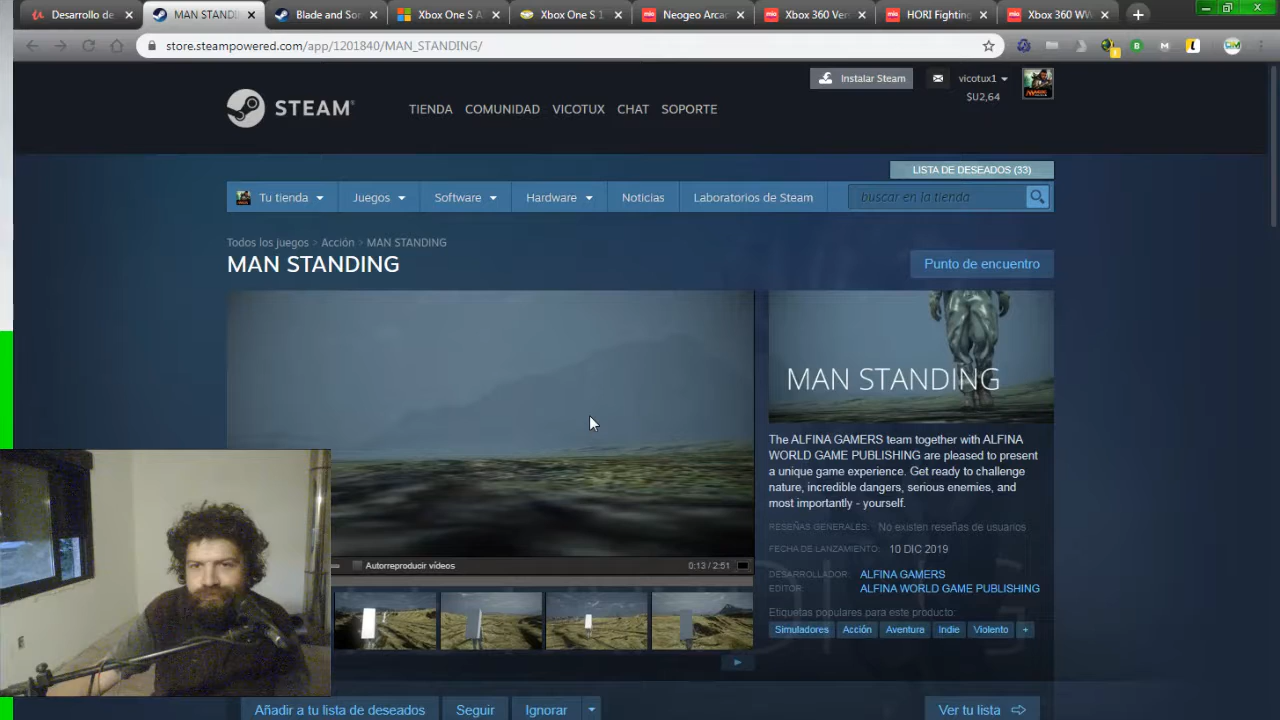 Desarrollo de
MAN STANDIN
Blade and Sor
Xbox One S A
Xbox One S 1
Neogeo Arcad
Xbox 360 Vers
HORI Fighting
Xbox 360 WW
store.steampowered.com/app/1201840/MAN_STANDING/
Instalar Steam
vicotux1
$U2,64
STEAM
TIENDA COMUNIDAD VICOTUX CHAT SOPORTE
LISTA DE DESEADOS (33)
Tu tienda Juegos Software Hardware Noticias Laboratorios de Steam buscar en la tienda
Todos los juegos > Acción > MAN STANDING
MAN STANDING
Punto de encuentro
MAN STANDING
The ALFINA GAMERS team together with ALFINA
WORLD GAME PUBLISHING are pleased to present
a unique game experience. Get ready to challenge
nature, incredible dangers, serious enemies, and
most importantly - yourself.
RESEÑAS GENERALES: No existen reseñas de usuarios
FECHA DE LANZAMIENTO: 10 DIC 2019
DESARROLLADOR: ALFINA GAMERS
EDITOR: ALFINA WORLD GAME PUBLISHING
Etiquetas populares para este producto:
Simuladores Acción Aventura Indie Violento +
Autorreproducir vídeos
0:13 / 2:51
Añadir a tu lista de deseados
Seguir
Ignorar
Ver tu lista